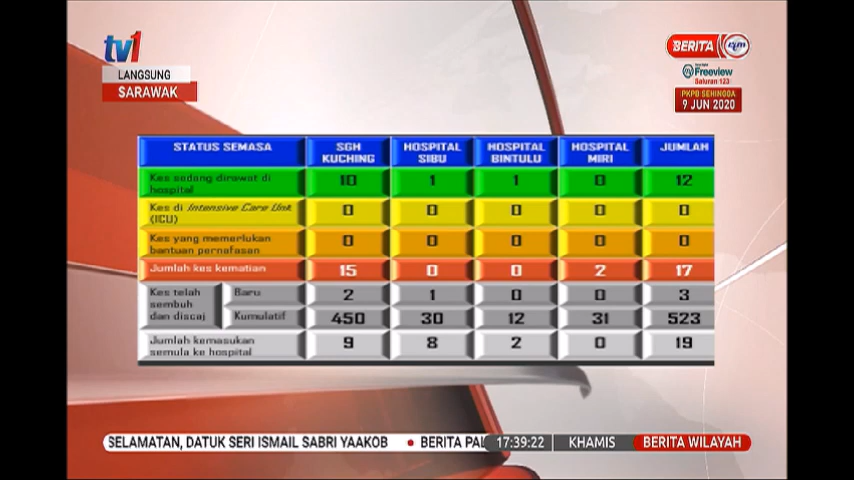 tv1
LANGSUNG
SARAWAK
BERITA rtm
Freeview
Saluran 123
PKPB SEHINGGA
9 JUN 2020
STATUS SEMASA
SGH KUCHING
HOSPITAL SIBU
HOSPITAL BINTULU
HOSPITAL MIRI
JUMLAH
Kes sedang dirawat di hospital
10 1 1 0 12
Kes di Intensive Care Unit (ICU)
0 0 0 0 0
Kes yang memerlukan bantuan pernafasan
0 0 0 0 0
Jumlah kes kematian
15 0 0 2 17
Kes telah sembuh dan discaj
Baru
2 1 0 0 3
Kumulatif
450 30 12 31 523
Jumlah kemasukan semula ke hospital
9 8 2 0 19
SELAMATAN, DATUK SERI ISMAIL SABRI YAAKOB • BERITA PAL 17:39:22 KHAMIS BERITA WILAYAH